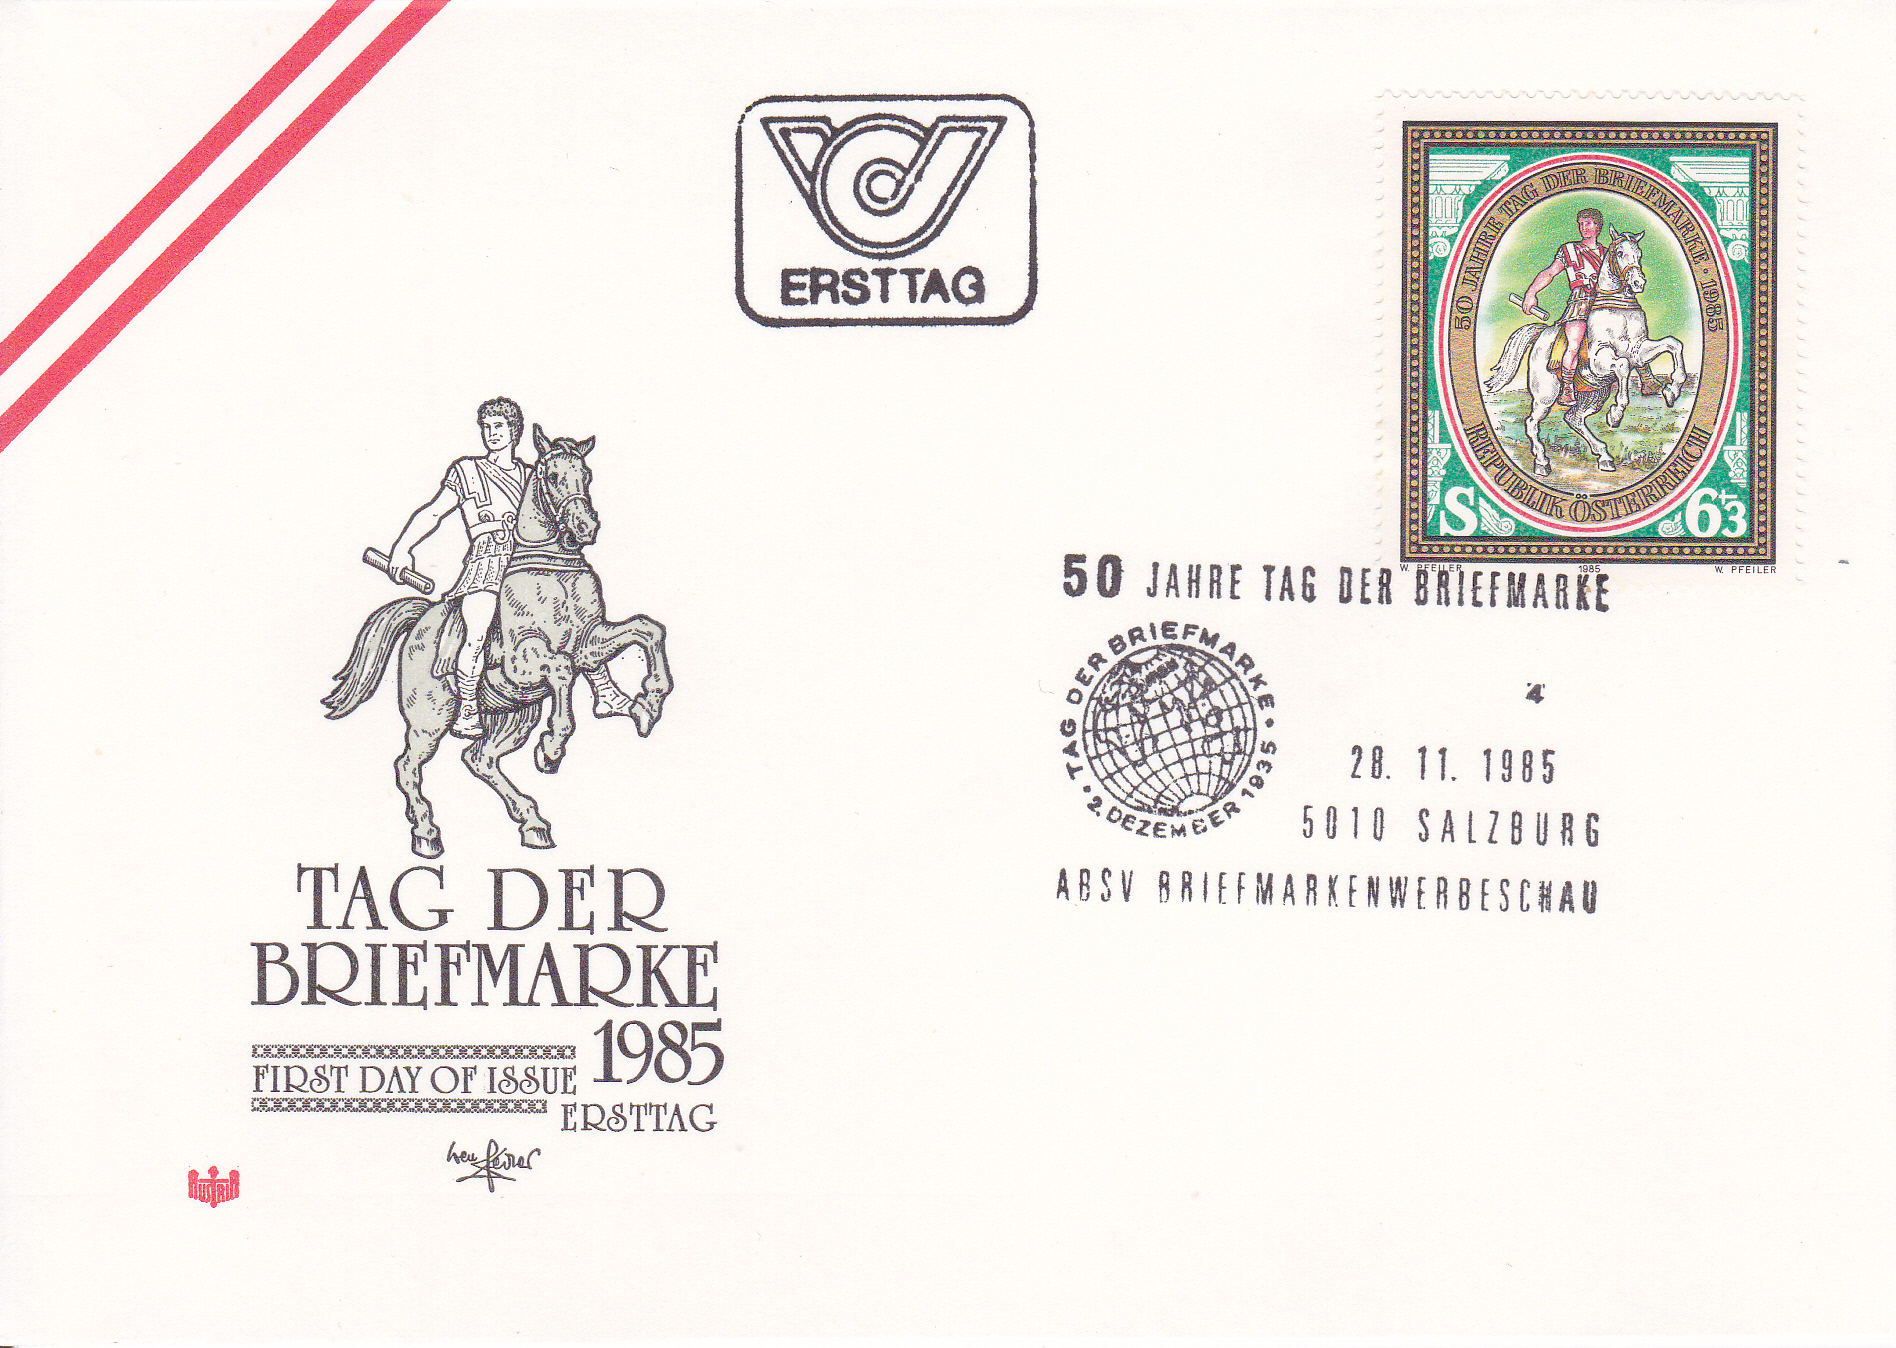 ERSTTAG
50 JAHRE TAG DER BRIEFMARKE · 1985
REPUBLIK ÖSTERREICH
S 6+3
W. PFEILER 1985 W. PFEILER
50 JAHRE TAG DER BRIEFMARKE
TAG DER BRIEFMARKE
• 2. DEZEMBER 1935 •
4
28. 11. 1985
5010 SALZBURG
ABSV BRIEFMARKENWERBESCHAU
TAG DER
BRIEFMARKE
1985
FIRST DAY OF ISSUE
ERSTTAG
AUSTRIA